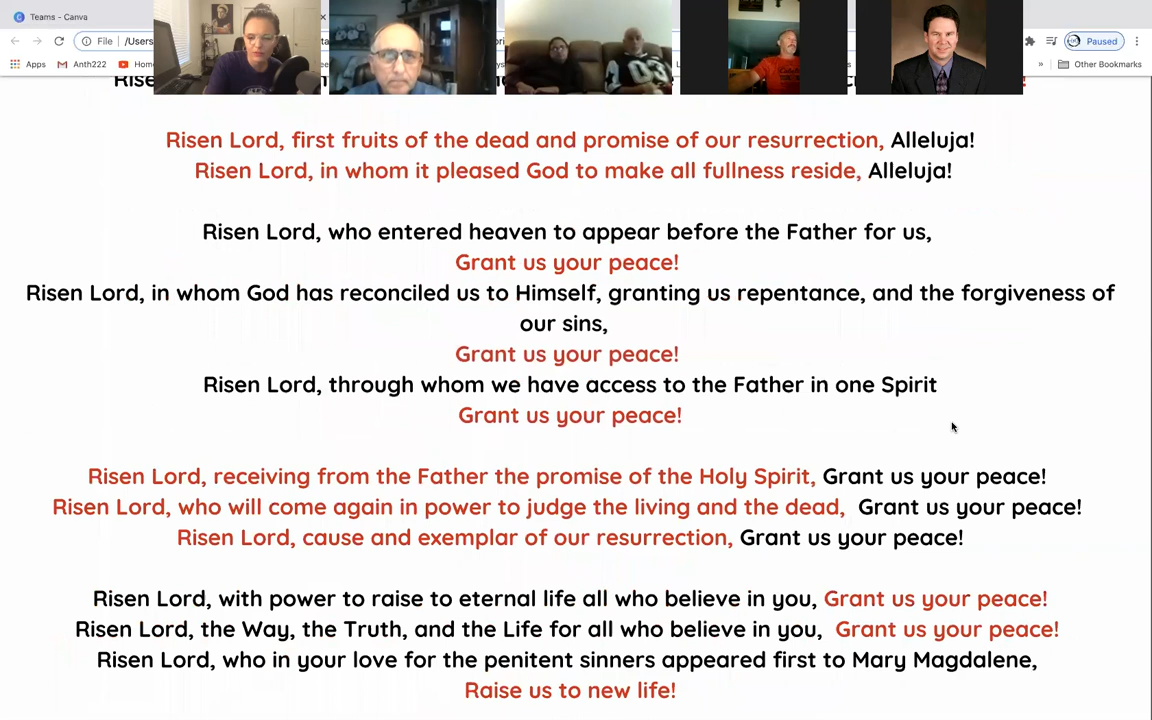 Teams - Canva
File
/Users
Paused
Apps
Anth222
Other Bookmarks
Rise
Risen Lord, first fruits of the dead and promise of our resurrection, Alleluja!
Risen Lord, in whom it pleased God to make all fullness reside, Alleluja!
Risen Lord, who entered heaven to appear before the Father for us,
Grant us your peace!
Risen Lord, in whom God has reconciled us to Himself, granting us repentance, and the forgiveness of
our sins,
Grant us your peace!
Risen Lord, through whom we have access to the Father in one Spirit
Grant us your peace!
Risen Lord, receiving from the Father the promise of the Holy Spirit, Grant us your peace!
Risen Lord, who will come again in power to judge the living and the dead, Grant us your peace!
Risen Lord, cause and exemplar of our resurrection, Grant us your peace!
Risen Lord, with power to raise to eternal life all who believe in you, Grant us your peace!
Risen Lord, the Way, the Truth, and the Life for all who believe in you, Grant us your peace!
Risen Lord, who in your love for the penitent sinners appeared first to Mary Magdalene,
Raise us to new life!